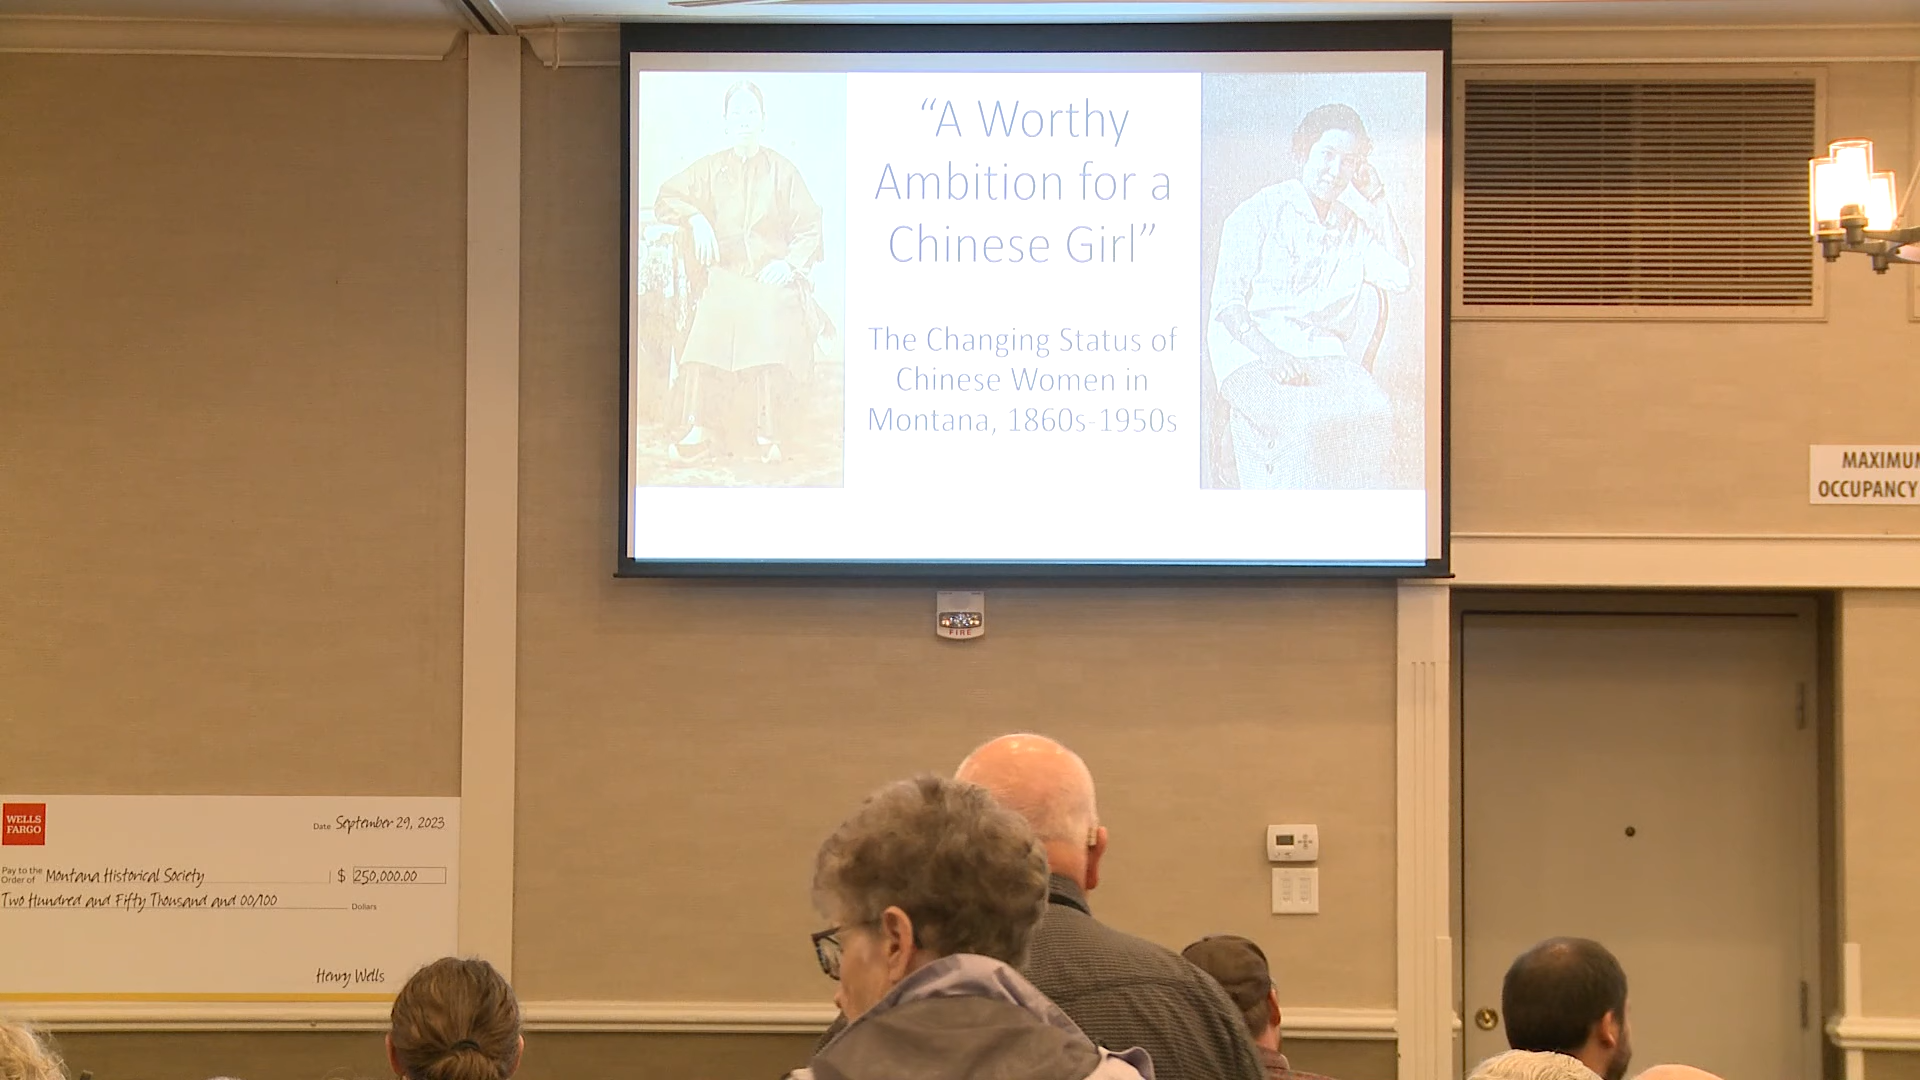 “A Worthy
Ambition for a
Chinese Girl”
The Changing Status of
Chinese Women in
Montana, 1860s-1950s
MAXIMUM
OCCUPANCY
FIRE
WELLS
FARGO
Date September 29, 2023
Pay to the
Order of Montana Historical Society $ 250,000.00
Two Hundred and Fifty Thousand and 00/100 Dollars
Henry Wells